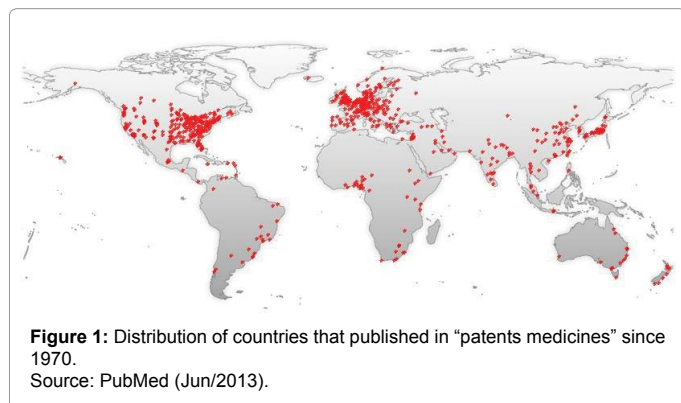 Figure 1: Distribution of countries that published in “patents medicines” since
1970.
Source: PubMed (Jun/2013).